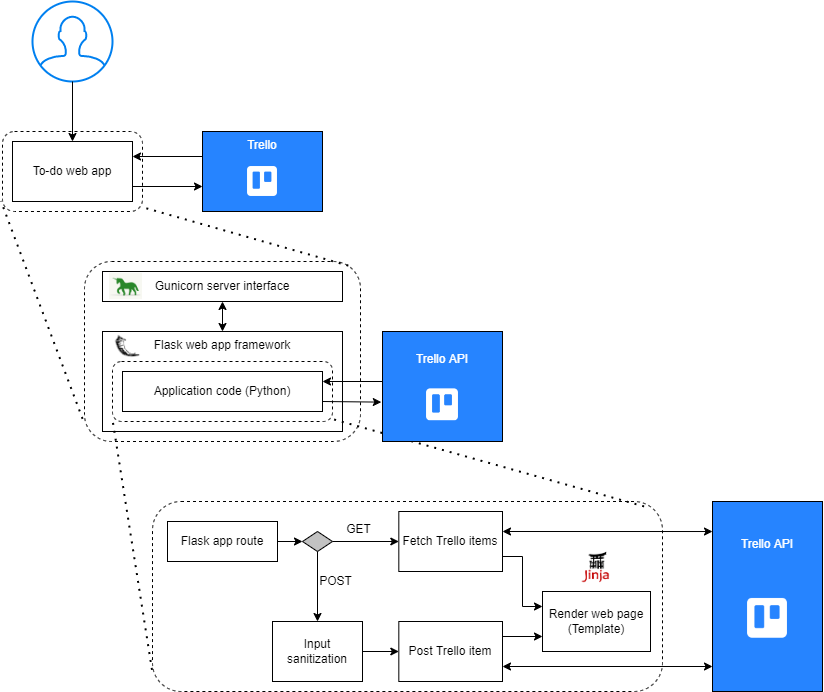 Trello
To-do web app
Gunicorn server interface
Flask web app framework
Trello API
Application code (Python)
Flask app route
GET
Fetch Trello items
Trello API
Jinja
POST
Render web page
(Template)
Input
sanitization
Post Trello item